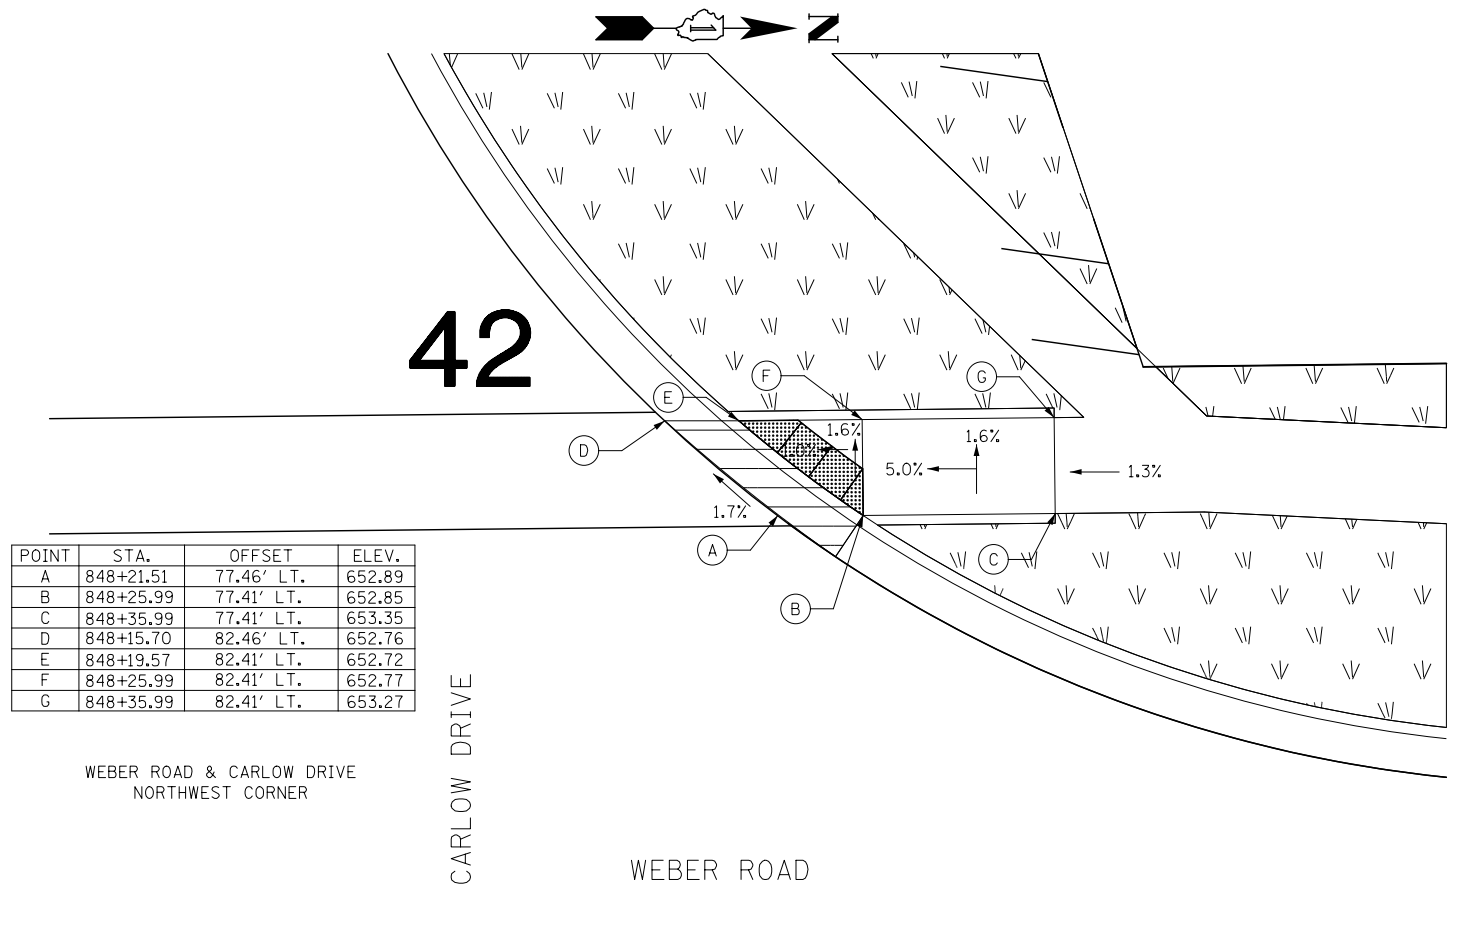 N
42
F
G
E
1.6%
1.6%
D
5.0%
1.3%
1.7%
A
C
B
POINT STA. OFFSET ELEV.
A 848+21.51 77.46' LT. 652.89
B 848+25.99 77.41' LT. 652.85
C 848+35.99 77.41' LT. 653.35
D 848+15.70 82.46' LT. 652.76
E 848+19.57 82.41' LT. 652.72
F 848+25.99 82.41' LT. 652.77
G 848+35.99 82.41' LT. 653.27
WEBER ROAD & CARLOW DRIVE
NORTHWEST CORNER
CARLOW DRIVE
WEBER ROAD